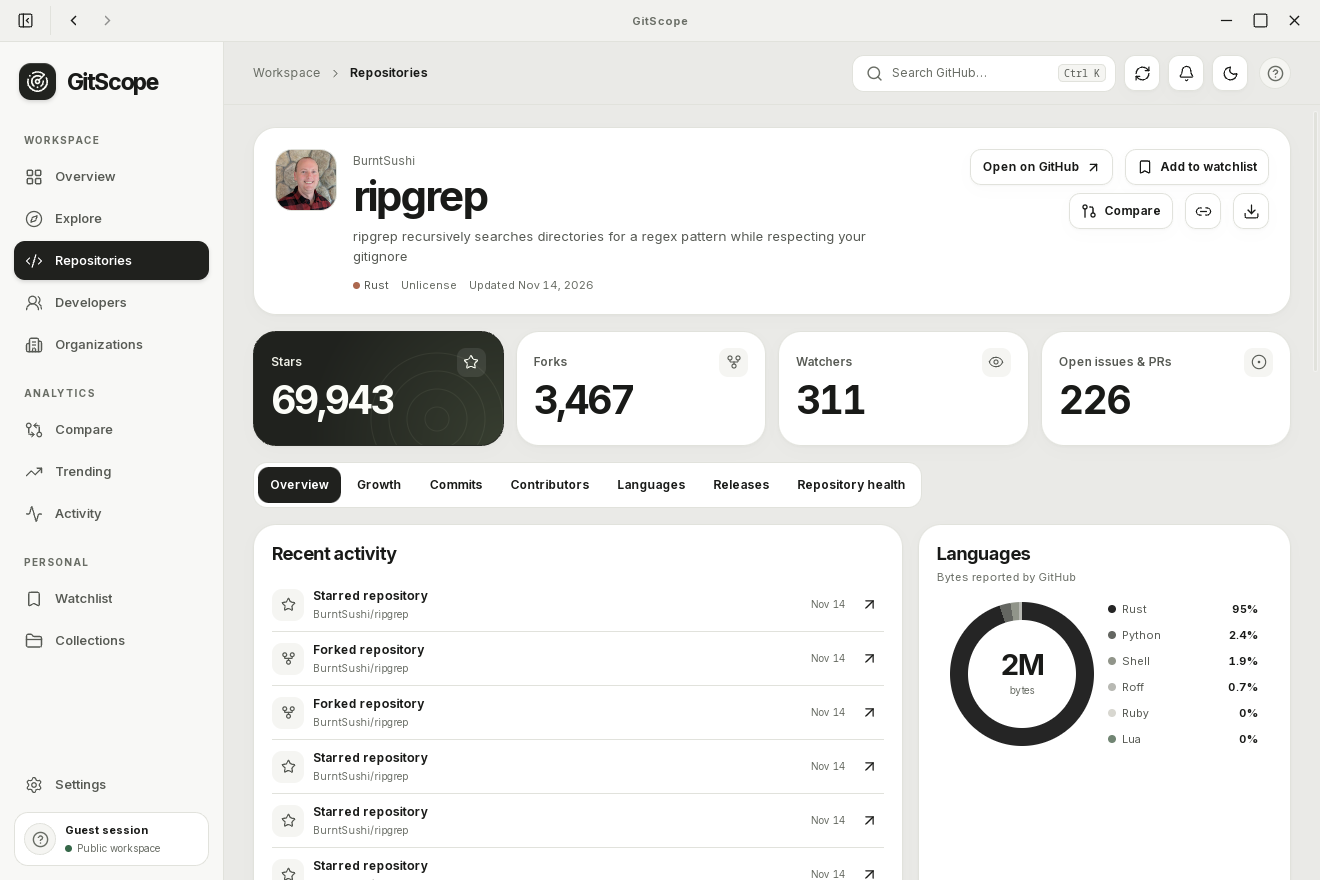 GitScope
GitScope
WORKSPACE
Overview
Explore
Repositories
Developers
Organizations
ANALYTICS
Compare
Trending
Activity
PERSONAL
Watchlist
Collections
Settings
Guest session
Public workspace
Workspace > Repositories
Search GitHub...
Ctrl K
BurntSushi
ripgrep
ripgrep recursively searches directories for a regex pattern while respecting your
gitignore
Rust Unlicense Updated Nov 14, 2026
Open on GitHub
Add to watchlist
Compare
Stars
69,943
Forks
3,467
Watchers
311
Open issues & PRs
226
Overview Growth Commits Contributors Languages Releases Repository health
Recent activity
Starred repository
BurntSushi/ripgrep
Nov 14
Forked repository
BurntSushi/ripgrep
Nov 14
Forked repository
BurntSushi/ripgrep
Nov 14
Starred repository
BurntSushi/ripgrep
Nov 14
Starred repository
BurntSushi/ripgrep
Nov 14
Starred repository
Nov 14
Languages
Bytes reported by GitHub
2M
bytes
Rust 95%
Python 2.4%
Shell 1.9%
Roff 0.7%
Ruby 0%
Lua 0%